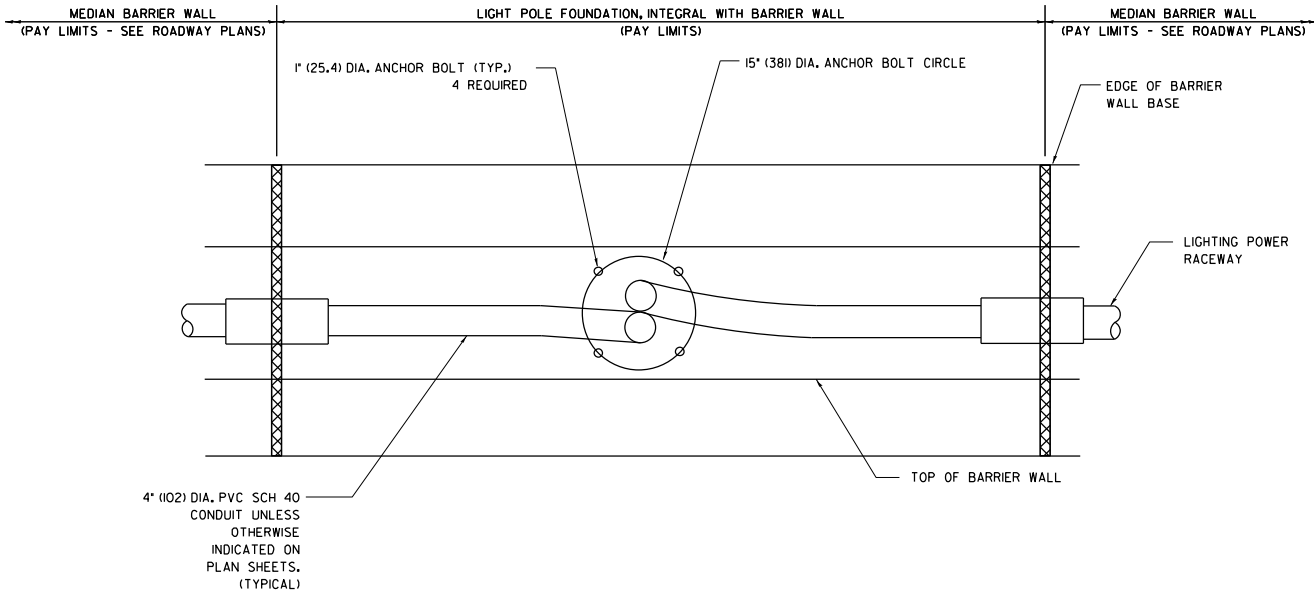 MEDIAN BARRIER WALL
(PAY LIMITS - SEE ROADWAY PLANS)
LIGHT POLE FOUNDATION, INTEGRAL WITH BARRIER WALL
(PAY LIMITS)
MEDIAN BARRIER WALL
(PAY LIMITS - SEE ROADWAY PLANS)
1" (25.4) DIA. ANCHOR BOLT (TYP.)
4 REQUIRED
15" (381) DIA. ANCHOR BOLT CIRCLE
EDGE OF BARRIER
WALL BASE
LIGHTING POWER
RACEWAY
TOP OF BARRIER WALL
4" (102) DIA. PVC SCH 40
CONDUIT UNLESS
OTHERWISE
INDICATED ON
PLAN SHEETS.
(TYPICAL)